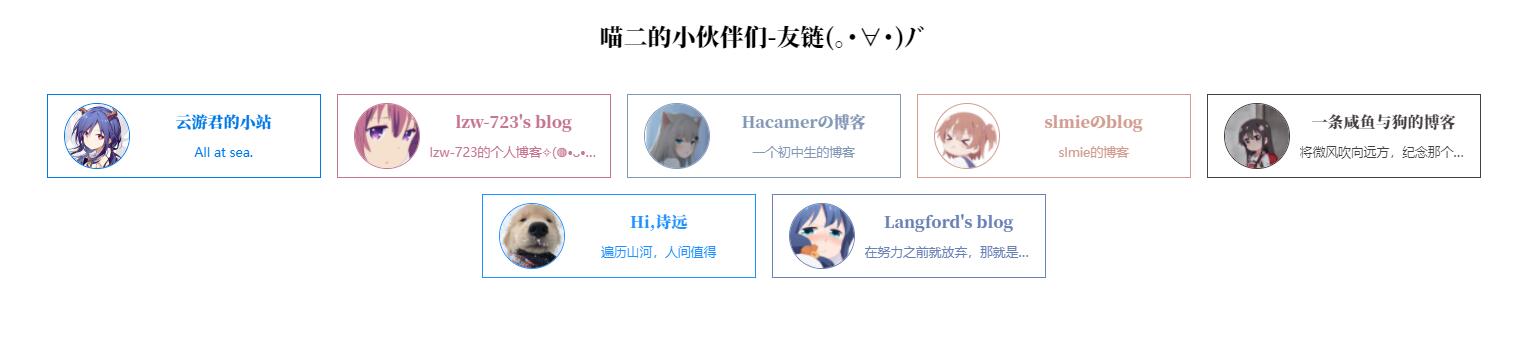 喵二的小伙伴们-友链(。･∀･)ﾉﾞ
云游君的小站
All at sea.
lzw-723's blog
lzw-723的个人博客✧(◍•ᴗ•...
Hacamerの博客
一个初中生的博客
slmieのblog
slmie的博客
一条咸鱼与狗的博客
将微风吹向远方，纪念那个...
Hi,诗远
遍历山河，人间值得
Langford's blog
在努力之前就放弃，那就是...